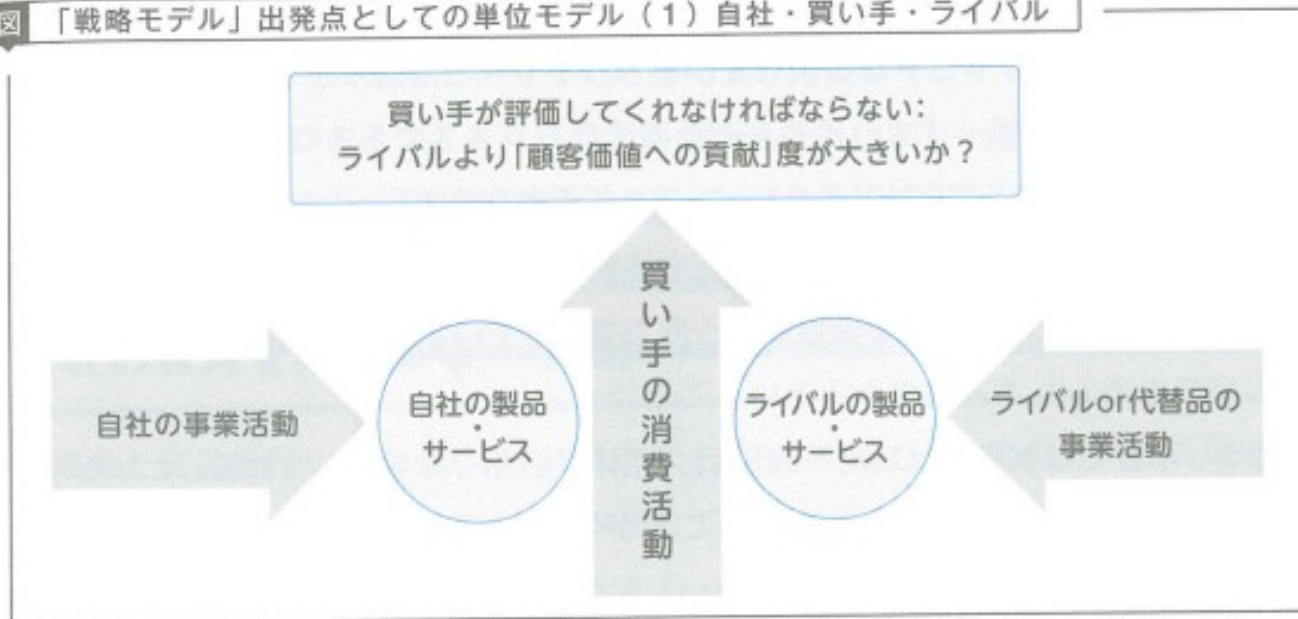 図 「戦略モデル」出発点としての単位モデル（1）自社・買い手・ライバル
買い手が評価してくれなければならない：
ライバルより「顧客価値への貢献」度が大きいか？
買い手の消費活動
自社の事業活動
自社の製品
・
サービス
ライバルの製品
・
サービス
ライバルor代替品の
事業活動